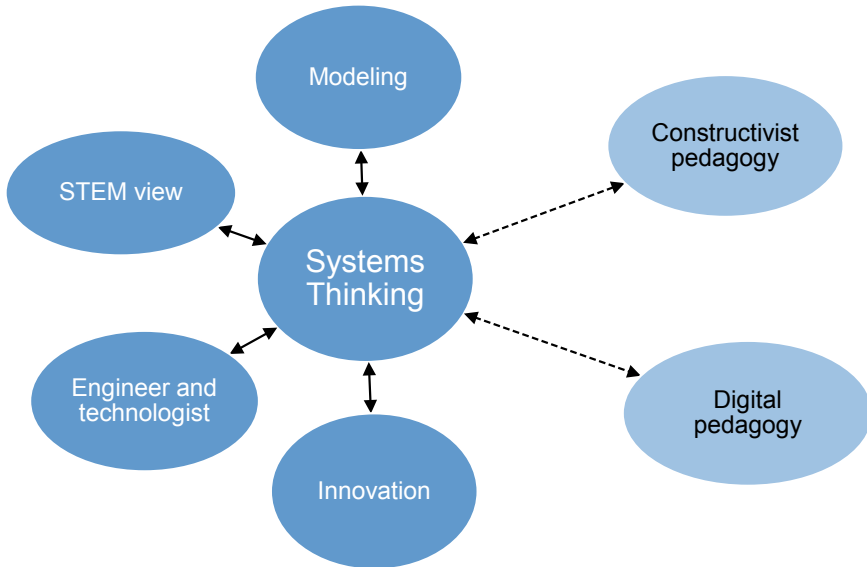 Modeling
Constructivist
pedagogy
STEM view
Systems
Thinking
Engineer and
technologist
Digital
pedagogy
Innovation